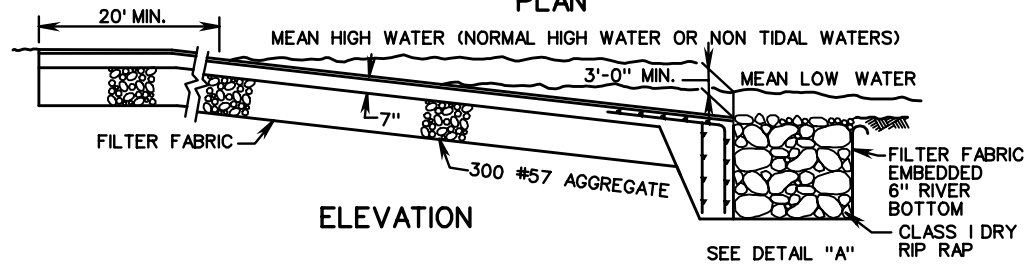 PLAN
20' MIN.
MEAN HIGH WATER (NORMAL HIGH WATER OR NON TIDAL WATERS)
3'-0" MIN.
MEAN LOW WATER
7"
FILTER FABRIC
300 #57 AGGREGATE
FILTER FABRIC
EMBEDDED
6" RIVER
BOTTOM
ELEVATION
CLASS I DRY
RIP RAP
SEE DETAIL "A"